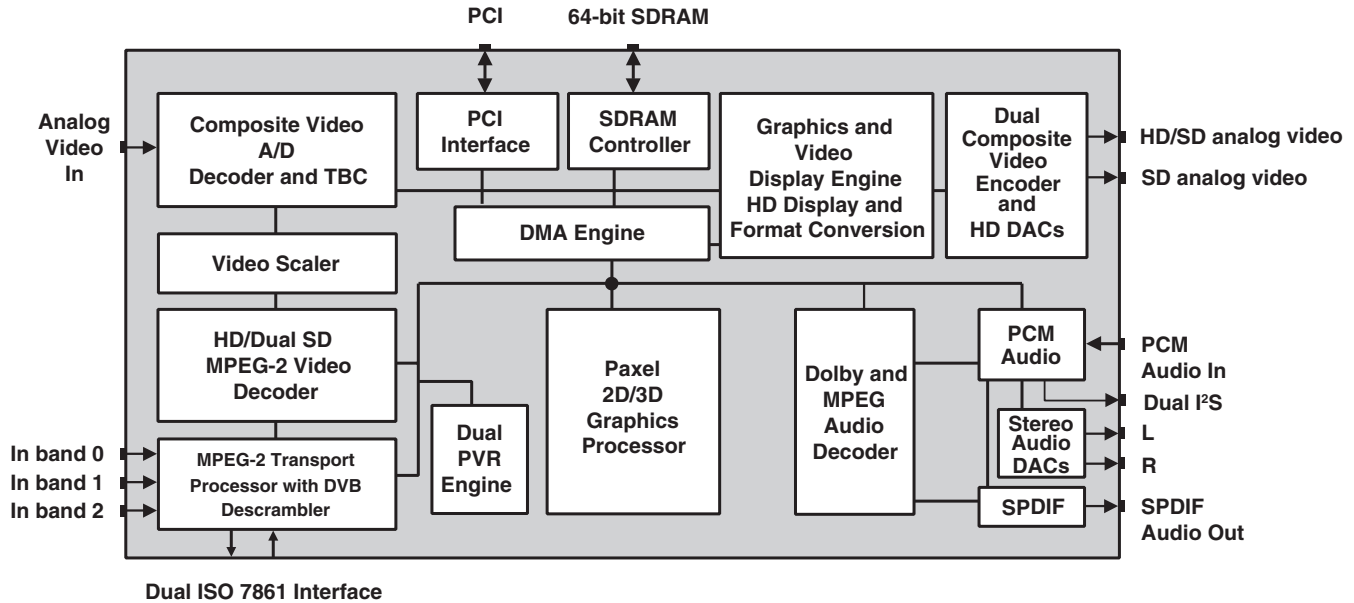 PCI
64-bit SDRAM
Analog
Video
In
Composite Video
A/D
Decoder and TBC
PCI
Interface
SDRAM
Controller
Graphics and
Video
Display Engine
HD Display and
Format Conversion
Dual
Composite
Video
Encoder
and
HD DACs
HD/SD analog video
SD analog video
DMA Engine
Video Scaler
HD/Dual SD
MPEG-2 Video
Decoder
Paxel
2D/3D
Graphics
Processor
Dolby and
MPEG
Audio
Decoder
PCM
Audio
PCM
Audio In
Dual I²S
Dual
PVR
Engine
Stereo
Audio
DACs
L
R
In band 0
In band 1
In band 2
MPEG-2 Transport
Processor with DVB
Descrambler
SPDIF
SPDIF
Audio Out
Dual ISO 7861 Interface